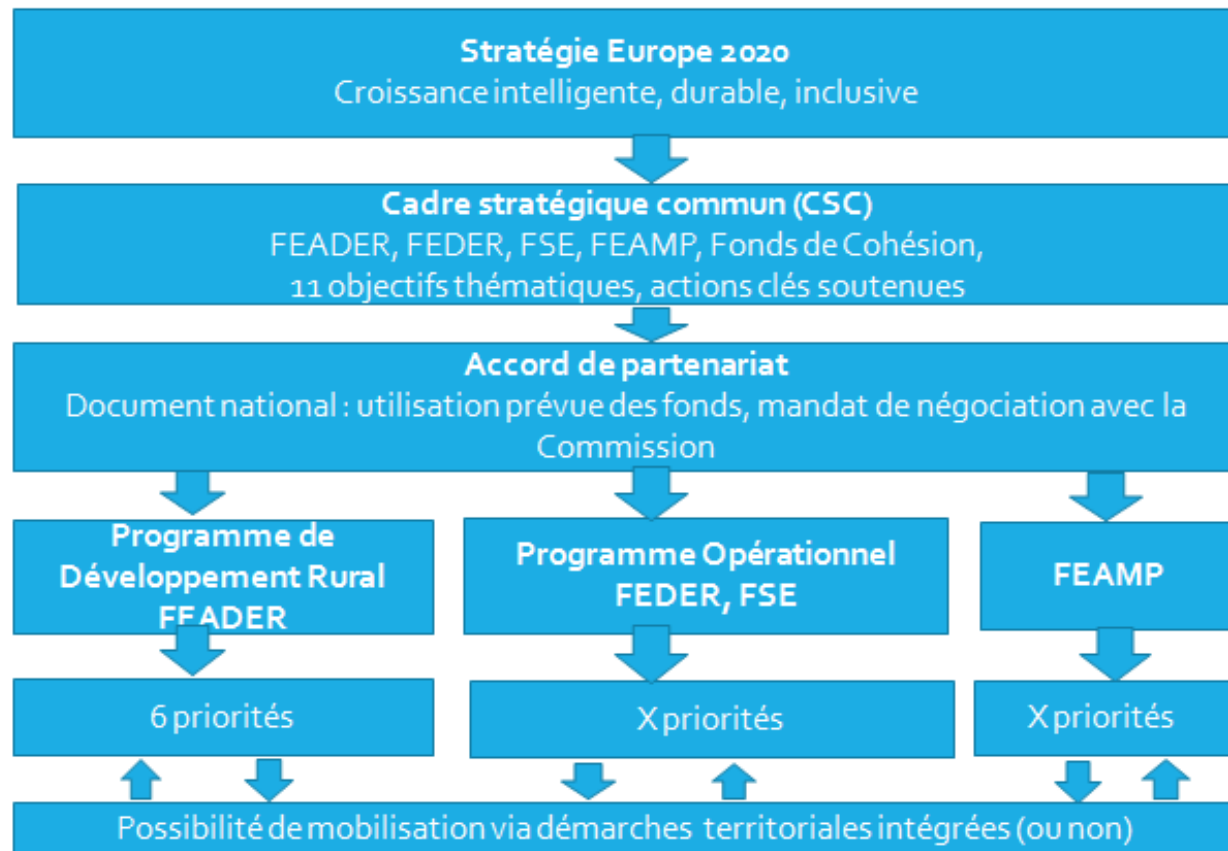 Stratégie Europe 2020
Croissance intelligente, durable, inclusive
Cadre stratégique commun (CSC)
FEADER, FEDER, FSE, FEAMP, Fonds de Cohésion,
11 objectifs thématiques, actions clés soutenues
Accord de partenariat
Document national : utilisation prévue des fonds, mandat de négociation avec la
Commission
Programme de
Développement Rural
FEADER
Programme Opérationnel
FEDER, FSE
FEAMP
6 priorités
X priorités
X priorités
Possibilité de mobilisation via démarches territoriales intégrées (ou non)